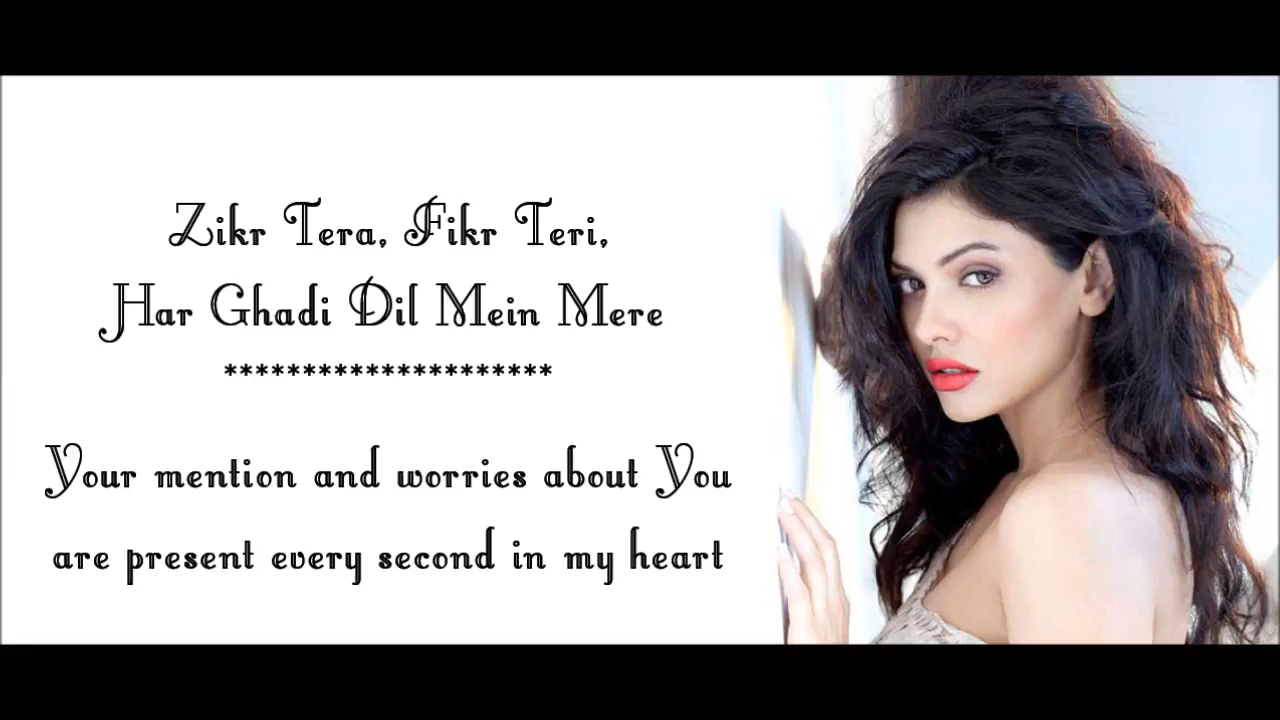 Zikr Tera, Fikr Teri,
Har Ghadi Dil Mein Mere
*********************
Your mention and worries about You
are present every second in my heart